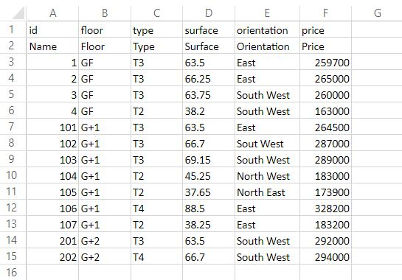 A B C D E F G
1 id floor type surface orientation price
2 Name Floor Type Surface Orientation Price
3 1 GF T3 63.5 East 259700
4 2 GF T3 66.25 East 265000
5 3 GF T3 63.75 South West 260000
6 4 GF T2 38.2 South West 163000
7 101 G+1 T3 63.5 East 264500
8 102 G+1 T3 66.7 Sout West 287000
9 103 G+1 T3 69.15 South West 289000
10 104 G+1 T2 45.25 North West 183000
11 105 G+1 T2 37.65 North East 173900
12 106 G+1 T4 88.5 East 328200
13 107 G+1 T2 38.25 East 183200
14 201 G+2 T3 63.5 South West 292000
15 202 G+2 T4 66.7 South West 294000
16